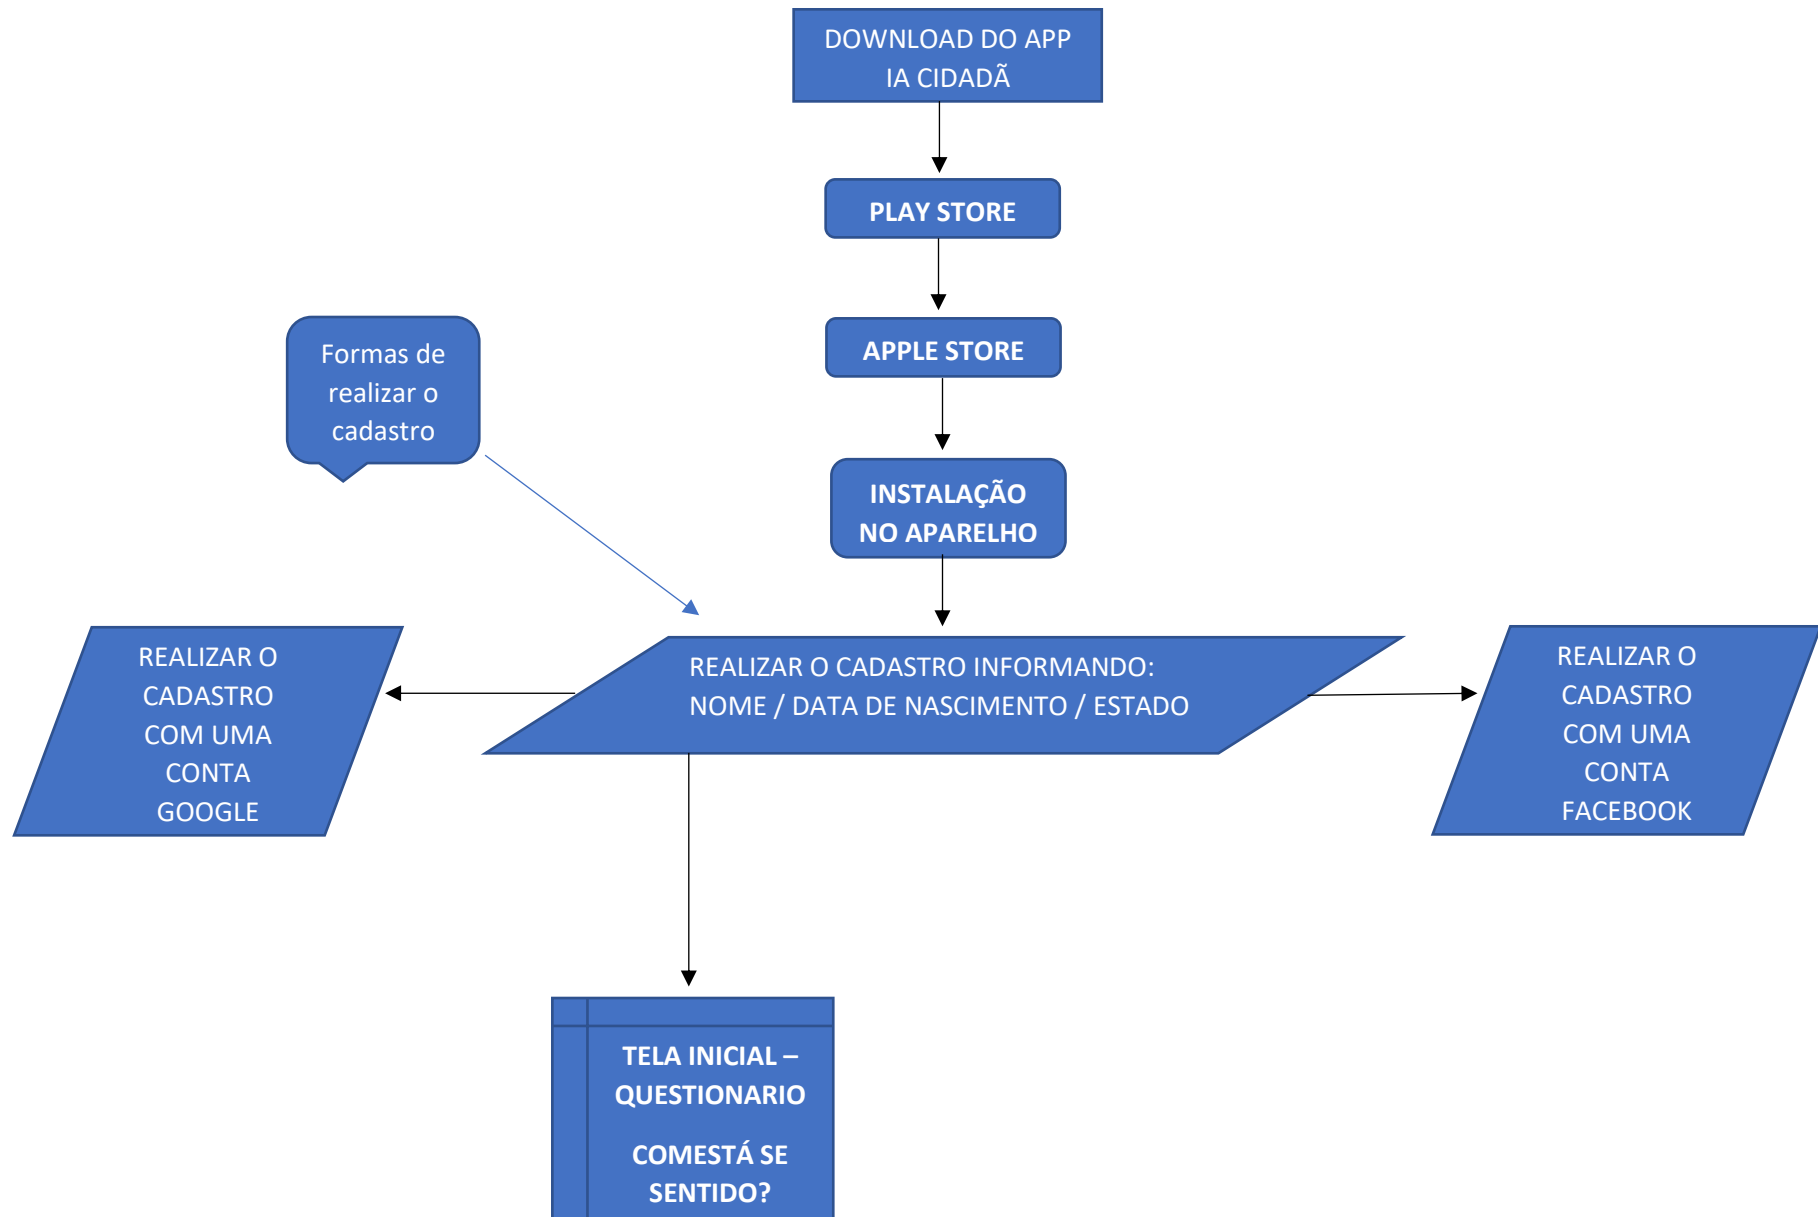 DOWNLOAD DO APP
IA CIDADÃ
PLAY STORE
APPLE STORE
Formas de
realizar o
cadastro
INSTALAÇÃO
NO APARELHO
REALIZAR O
CADASTRO
COM UMA
CONTA
GOOGLE
REALIZAR O CADASTRO INFORMANDO:
NOME / DATA DE NASCIMENTO / ESTADO
REALIZAR O
CADASTRO
COM UMA
CONTA
FACEBOOK
TELA INICIAL –
QUESTIONARIO
COMESTÁ SE
SENTIDO?